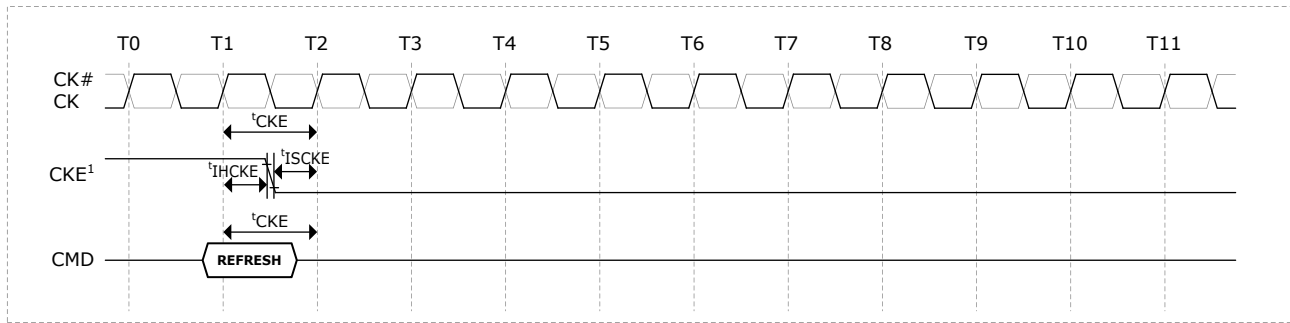 T0 T1 T2 T3 T4 T5 T6 T7 T8 T9 T10 T11
CK#
CK
tCKE
tISCKE
CKE1
tIHCKE
tCKE
CMD
REFRESH